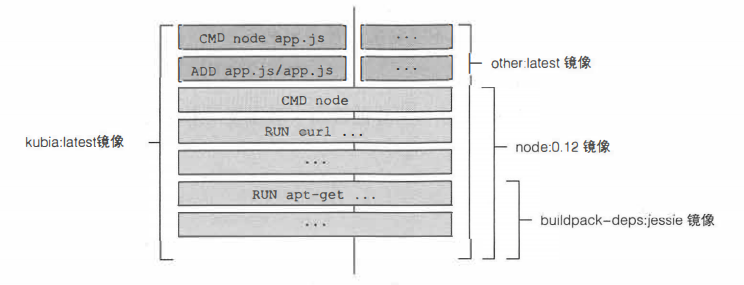 CMD node app.js
...
ADD app.js/app.js
...
other:latest 镜像
CMD node
RUN curl ...
kubia:latest镜像
node:0.12 镜像
...
RUN apt-get ...
buildpack-deps:jessie 镜像
...